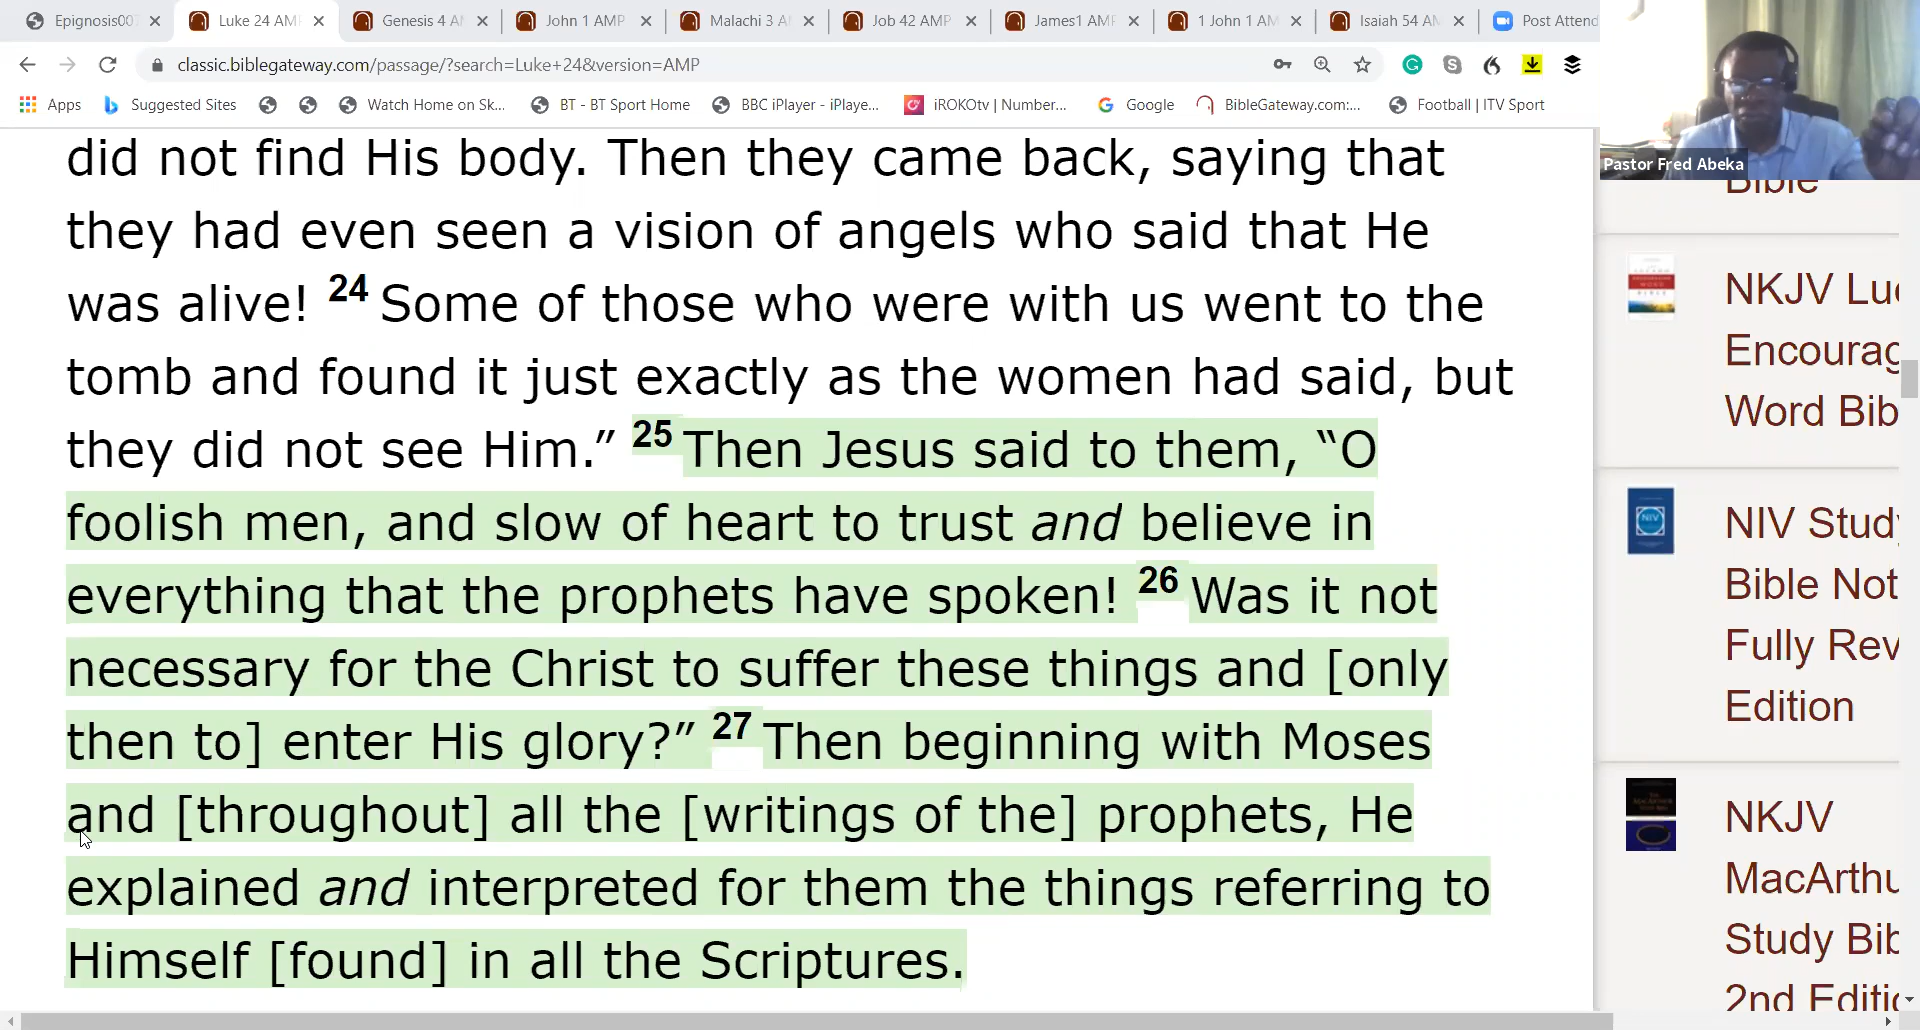 Epignosis007
Luke 24 AMP
Genesis 4 AM
John 1 AMP
Malachi 3 A
Job 42 AMP
James1 AMP
1 John 1 AM
Isaiah 54 AM
Post Attend
classic.biblegateway.com/passage/?search=Luke+24&version=AMP
Apps
Suggested Sites
Watch Home on Sk...
BT - BT Sport Home
BBC iPlayer - iPlaye...
iROKOtv | Number...
Google
BibleGateway.com:...
Football | ITV Sport
Pastor Fred Abeka
did not find His body. Then they came back, saying that
they had even seen a vision of angels who said that He
was alive! 24 Some of those who were with us went to the
tomb and found it just exactly as the women had said, but
they did not see Him.” 25 Then Jesus said to them, “O
foolish men, and slow of heart to trust and believe in
everything that the prophets have spoken! 26 Was it not
necessary for the Christ to suffer these things and [only
then to] enter His glory?” 27 Then beginning with Moses
and [throughout] all the [writings of the] prophets, He
explained and interpreted for them the things referring to
Himself [found] in all the Scriptures.
Bible
NKJV Luc
Encourag
Word Bib
NIV Study
Bible Not
Fully Rev
Edition
NKJV
MacArthu
Study Bib
2nd Editic